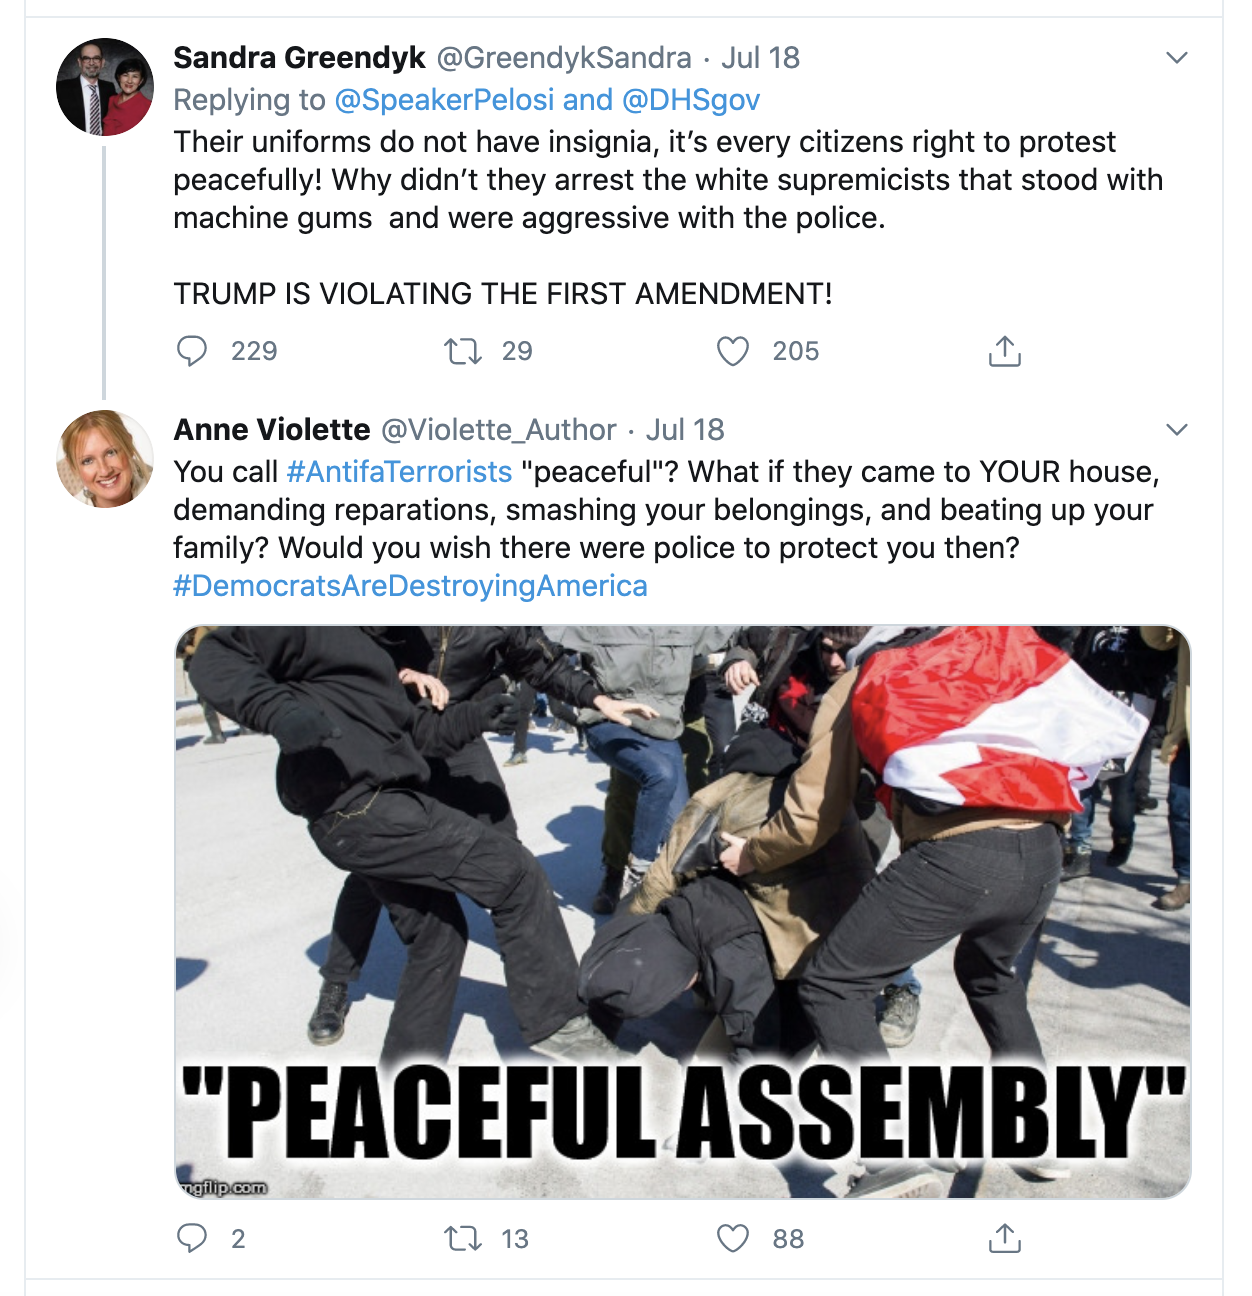 Sandra Greendyk @GreendykSandra · Jul 18
Replying to @SpeakerPelosi and @DHSgov
Their uniforms do not have insignia, it’s every citizens right to protest
peacefully! Why didn’t they arrest the white supremicists that stood with
machine gums  and were aggressive with the police.
TRUMP IS VIOLATING THE FIRST AMENDMENT!
229 29 205
Anne Violette @Violette_Author · Jul 18
You call #AntifaTerrorists "peaceful"? What if they came to YOUR house,
demanding reparations, smashing your belongings, and beating up your
family? Would you wish there were police to protect you then?
#DemocratsAreDestroyingAmerica
"PEACEFUL ASSEMBLY"
mgflip.com
2 13 88